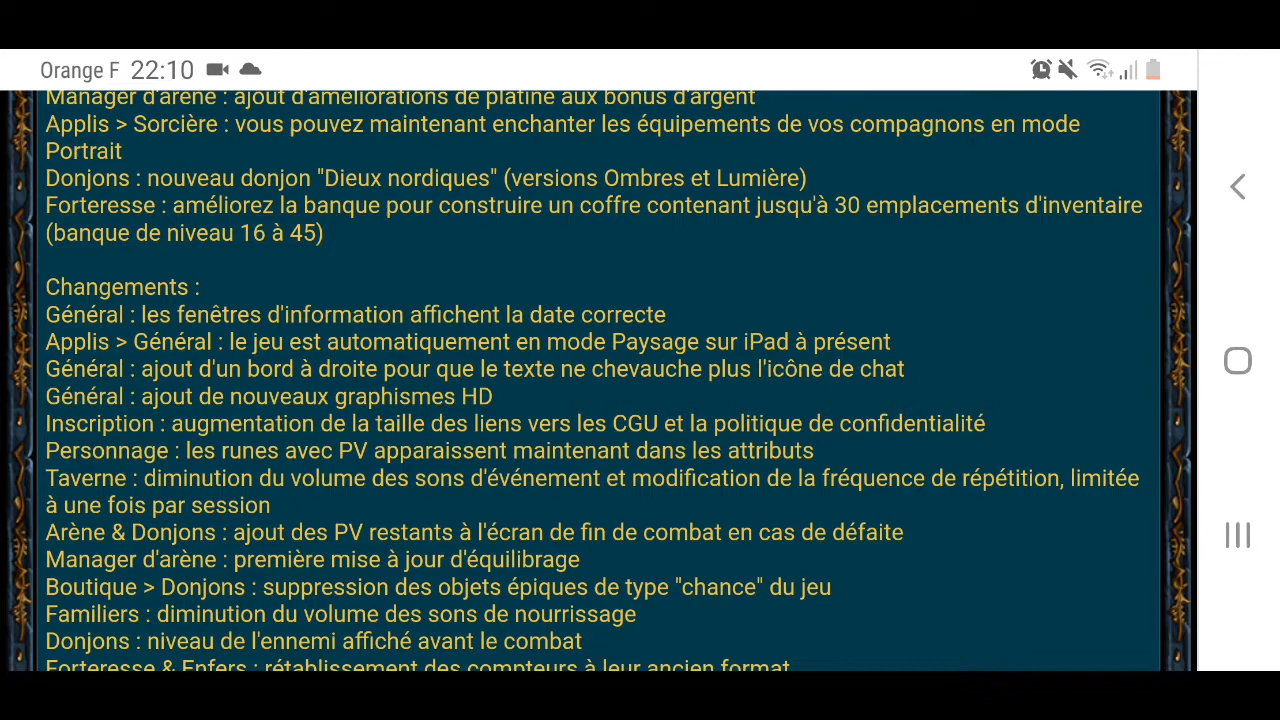 Orange F 22:10
Manager d'arène : ajout d'améliorations de platine aux bonus d'argent
Applis > Sorcière : vous pouvez maintenant enchanter les équipements de vos compagnons en mode
Portrait
Donjons : nouveau donjon "Dieux nordiques" (versions Ombres et Lumière)
Forteresse : améliorez la banque pour construire un coffre contenant jusqu'à 30 emplacements d'inventaire
(banque de niveau 16 à 45)
Changements :
Général : les fenêtres d'information affichent la date correcte
Applis > Général : le jeu est automatiquement en mode Paysage sur iPad à présent
Général : ajout d'un bord à droite pour que le texte ne chevauche plus l'icône de chat
Général : ajout de nouveaux graphismes HD
Inscription : augmentation de la taille des liens vers les CGU et la politique de confidentialité
Personnage : les runes avec PV apparaissent maintenant dans les attributs
Taverne : diminution du volume des sons d'événement et modification de la fréquence de répétition, limitée
à une fois par session
Arène & Donjons : ajout des PV restants à l'écran de fin de combat en cas de défaite
Manager d'arène : première mise à jour d'équilibrage
Boutique > Donjons : suppression des objets épiques de type "chance" du jeu
Familiers : diminution du volume des sons de nourrissage
Donjons : niveau de l'ennemi affiché avant le combat
Forteresse & Enfers : rétablissement des compteurs à leur ancien format